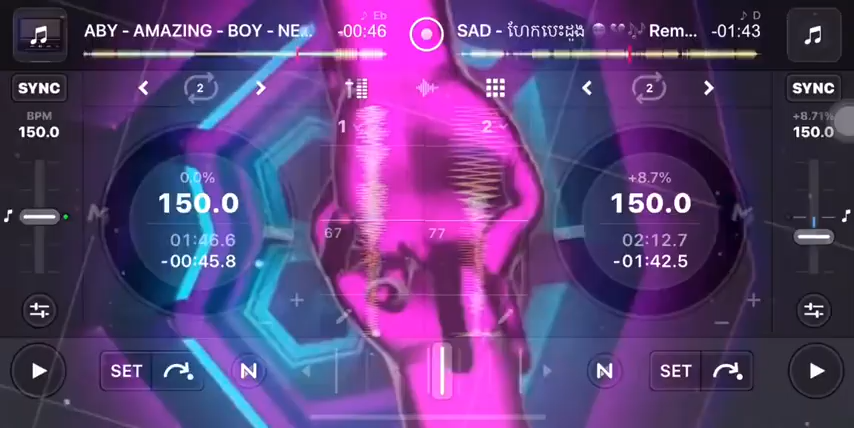 ABY - AMAZING - BOY - NE...
♪ Eb
-00:46
SAD - ហែកបេះដូង 💀💔🎶 Rem...
♪ D
-01:43
SYNC
2
2
SYNC
BPM
150.0
+8.71%
150.0
1
2
0,0%
150.0
01:46.6
-00:45.8
67
77
+8.7%
150.0
02:12.7
-01:42.5
SET
N
N
SET